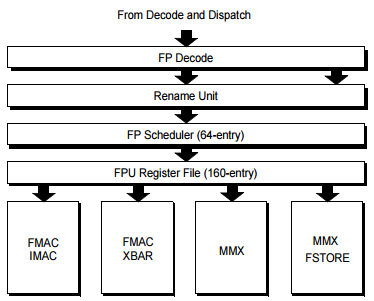 From Decode and Dispatch
FP Decode
Rename Unit
FP Scheduler (64-entry)
FPU Register File (160-entry)
FMAC
IMAC
FMAC
XBAR
MMX
MMX
FSTORE